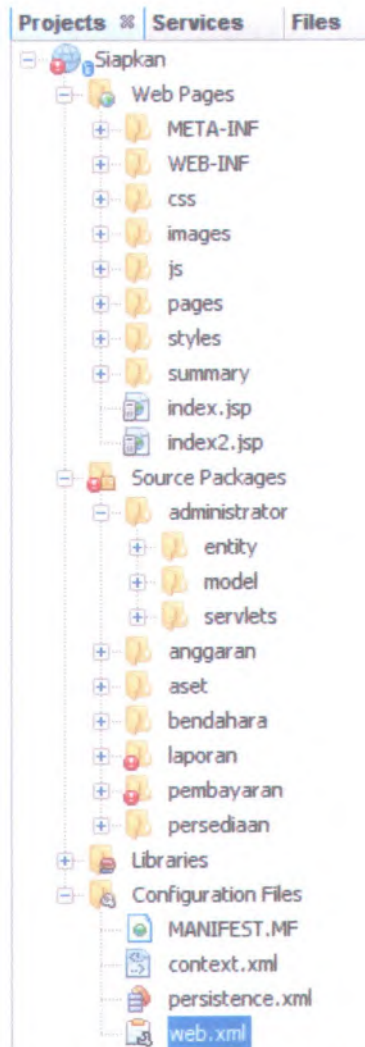 Projects Services Files
Siapkan
Web Pages
META-INF
WEB-INF
css
images
js
pages
styles
summary
index.jsp
index2.jsp
Source Packages
administrator
entity
model
servlets
anggaran
aset
bendahara
laporan
pembayaran
persediaan
Libraries
Configuration Files
MANIFEST.MF
context.xml
persistence.xml
web.xml